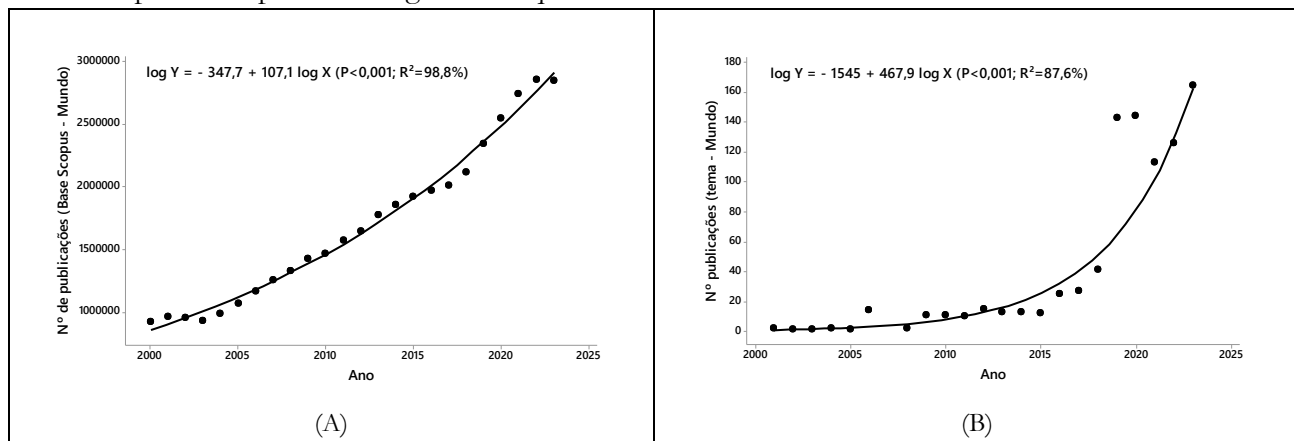 log Y = - 347,7 + 107,1 log X (P<0,001; R²=98,8%)
Nº de publicações (Base Scopus - Mundo)
3000000
2500000
2000000
1500000
1000000
2000 2005 2010 2015 2020 2025
Ano
(A)
log Y = - 1545 + 467,9 log X (P<0,001; R²=87,6%)
Nº publicações (tema - Mundo)
180
160
140
120
100
80
60
40
20
0
2000 2005 2010 2015 2020 2025
Ano
(B)